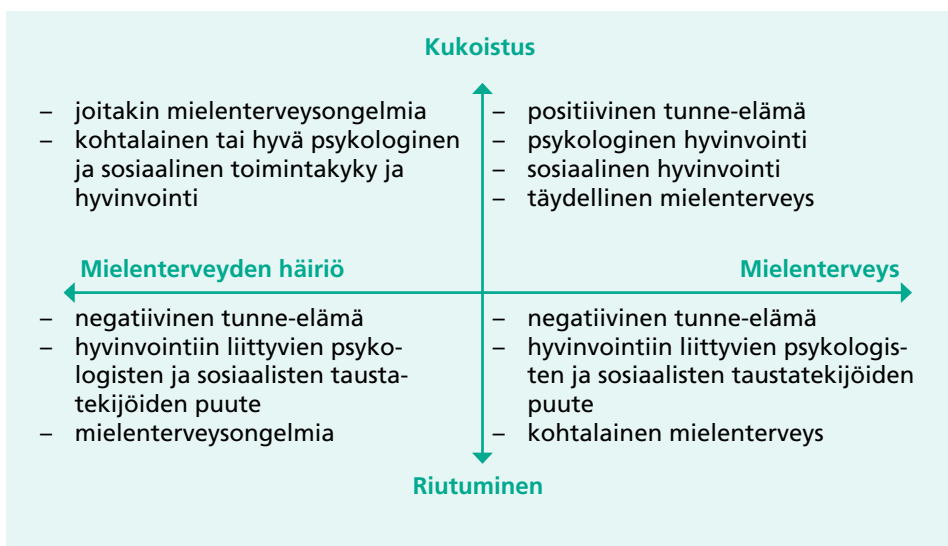 Kukoistus
– joitakin mielenterveysongelmia
– kohtalainen tai hyvä psykologinen
ja sosiaalinen toimintakyky ja
hyvinvointi
– positiivinen tunne-elämä
– psykologinen hyvinvointi
– sosiaalinen hyvinvointi
– täydellinen mielenterveys
Mielenterveyden häiriö
Mielenterveys
– negatiivinen tunne-elämä
– hyvinvointiin liittyvien psyko-
logisten ja sosiaalisten tausta-
tekijöiden puute
– mielenterveysongelmia
– negatiivinen tunne-elämä
– hyvinvointiin liittyvien psykologis-
ten ja sosiaalisten taustatekijöiden
puute
– kohtalainen mielenterveys
Riutuminen